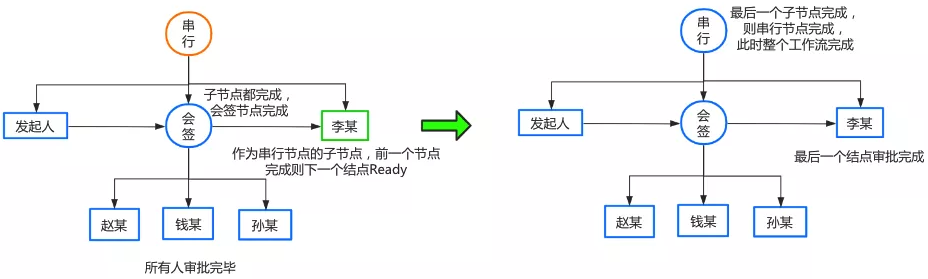 串
行
子节点都完成，
会签节点完成
发起人
会
签
李某
作为串行节点的子节点，前一个节点
完成则下一个结点Ready
赵某
钱某
孙某
所有人审批完毕
串
行
最后一个子节点完成，
则串行节点完成，
此时整个工作流完成
发起人
会
签
李某
最后一个结点审批完成
赵某
钱某
孙某